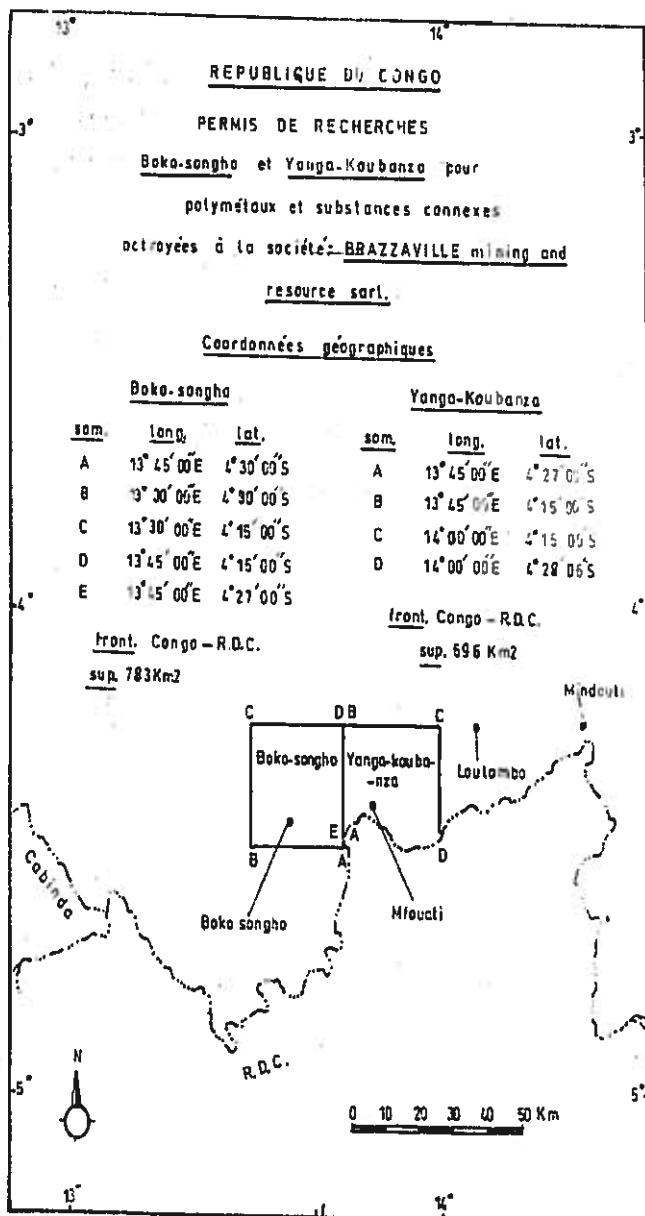 13°
14°
REPUBLIQUE DU CONGO
3°
3°
PERMIS DE RECHERCHES
Boko-songho et Yanga-Koubanza pour
polymétaux et substances connexes
octroyées à la société: BRAZZAVILLE mining and
resource sarl.
Coordonnées géographiques
Boko-songho
som. long. lat.
A 13°45'00"E 4°30'00"S
B 13°30'00"E 4°30'00"S
C 13°30'00"E 4°15'00"S
D 13°45'00"E 4°15'00"S
E 13°45'00"E 4°27'00"S
front. Congo-R.D.C.
sup. 783Km2
Yanga-Koubanza
som. long. lat.
A 13°45'00"E 4°27'00"S
B 13°45'00"E 4°15'00"S
C 14°00'00"E 4°15'00"S
D 14°00'00"E 4°28'06"S
front. Congo-R.D.C.
sup. 696 Km2
4°
4°
Mindouli
C
D B
C
Boko-songho
Yanga-kouba-
-nza
Loutombo
E
A
B
A
D
Cabinda
Boko songho
Mfouati
R.D.C.
N
5°
5°
0 10 20 30 40 50 Km
13°
14°